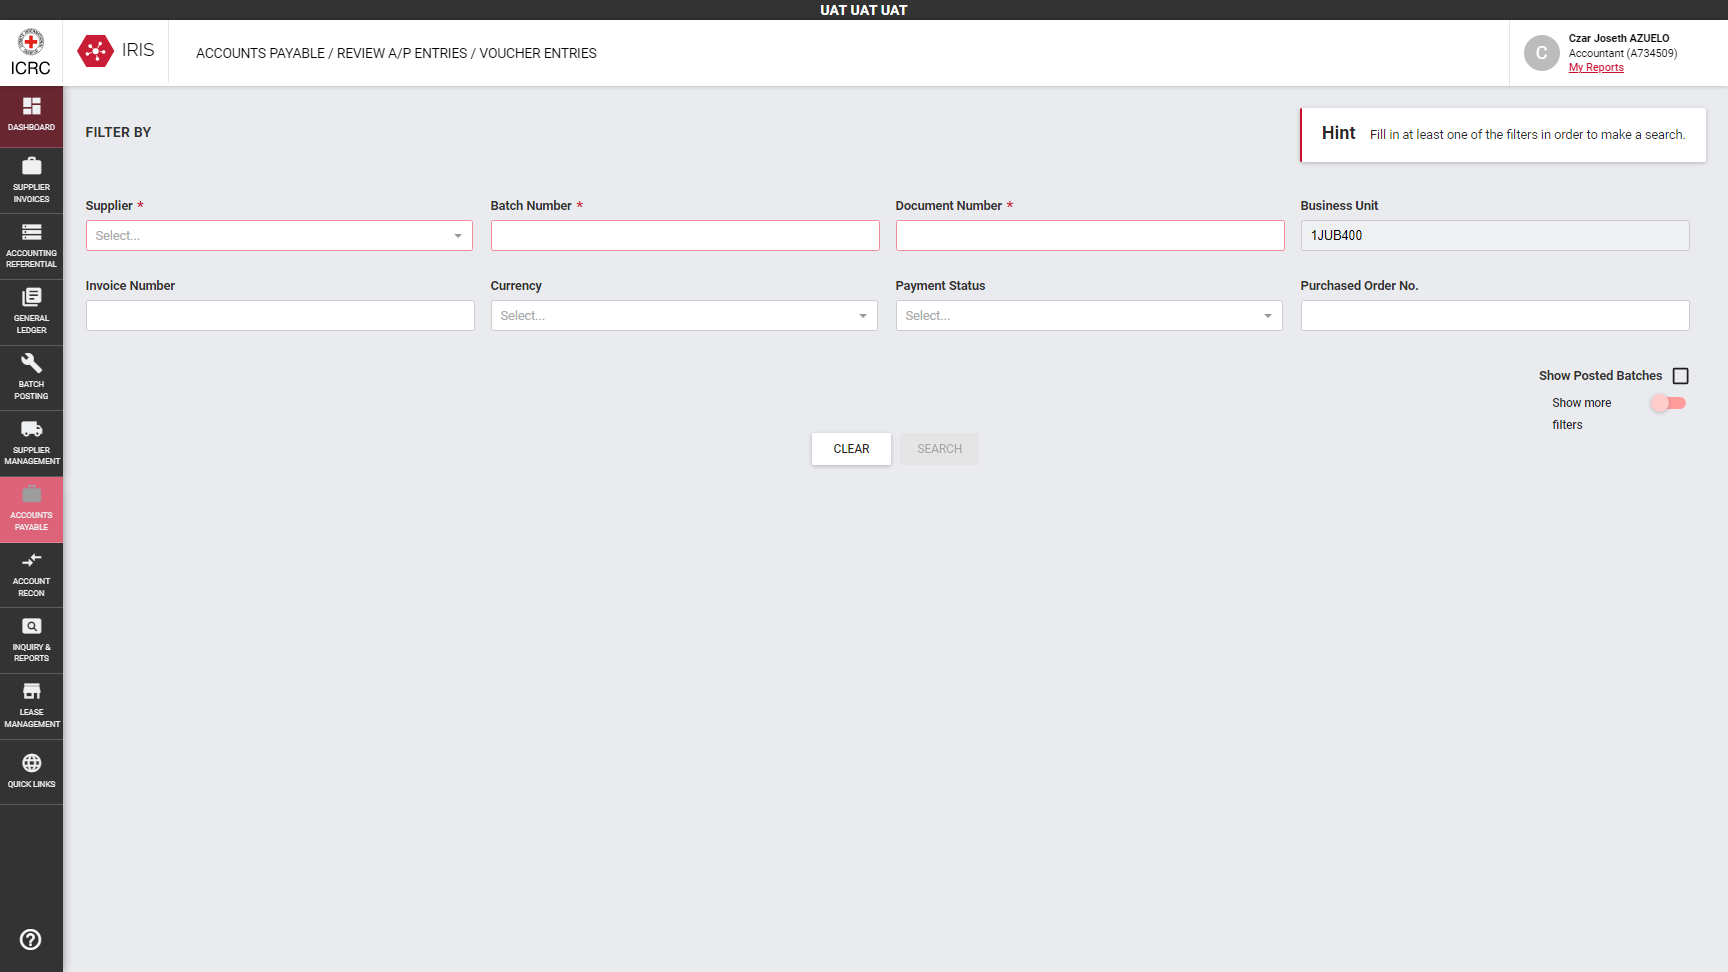 UAT UAT UAT
ICRC
IRIS
ACCOUNTS PAYABLE / REVIEW A/P ENTRIES / VOUCHER ENTRIES
C
Czar Joseth AZUELO
Accountant (A734509)
My Reports
DASHBOARD
SUPPLIER
INVOICES
ACCOUNTING
REFERENTIAL
GENERAL
LEDGER
BATCH
POSTING
SUPPLIER
MANAGEMENT
ACCOUNTS
PAYABLE
ACCOUNT
RECON
INQUIRY &
REPORTS
LEASE
MANAGEMENT
QUICK LINKS
FILTER BY
Hint Fill in at least one of the filters in order to make a search.
Supplier *
Select...
Batch Number *
Document Number *
Business Unit
1JUB400
Invoice Number
Currency
Select...
Payment Status
Select...
Purchased Order No.
Show Posted Batches
Show more
filters
CLEAR
SEARCH